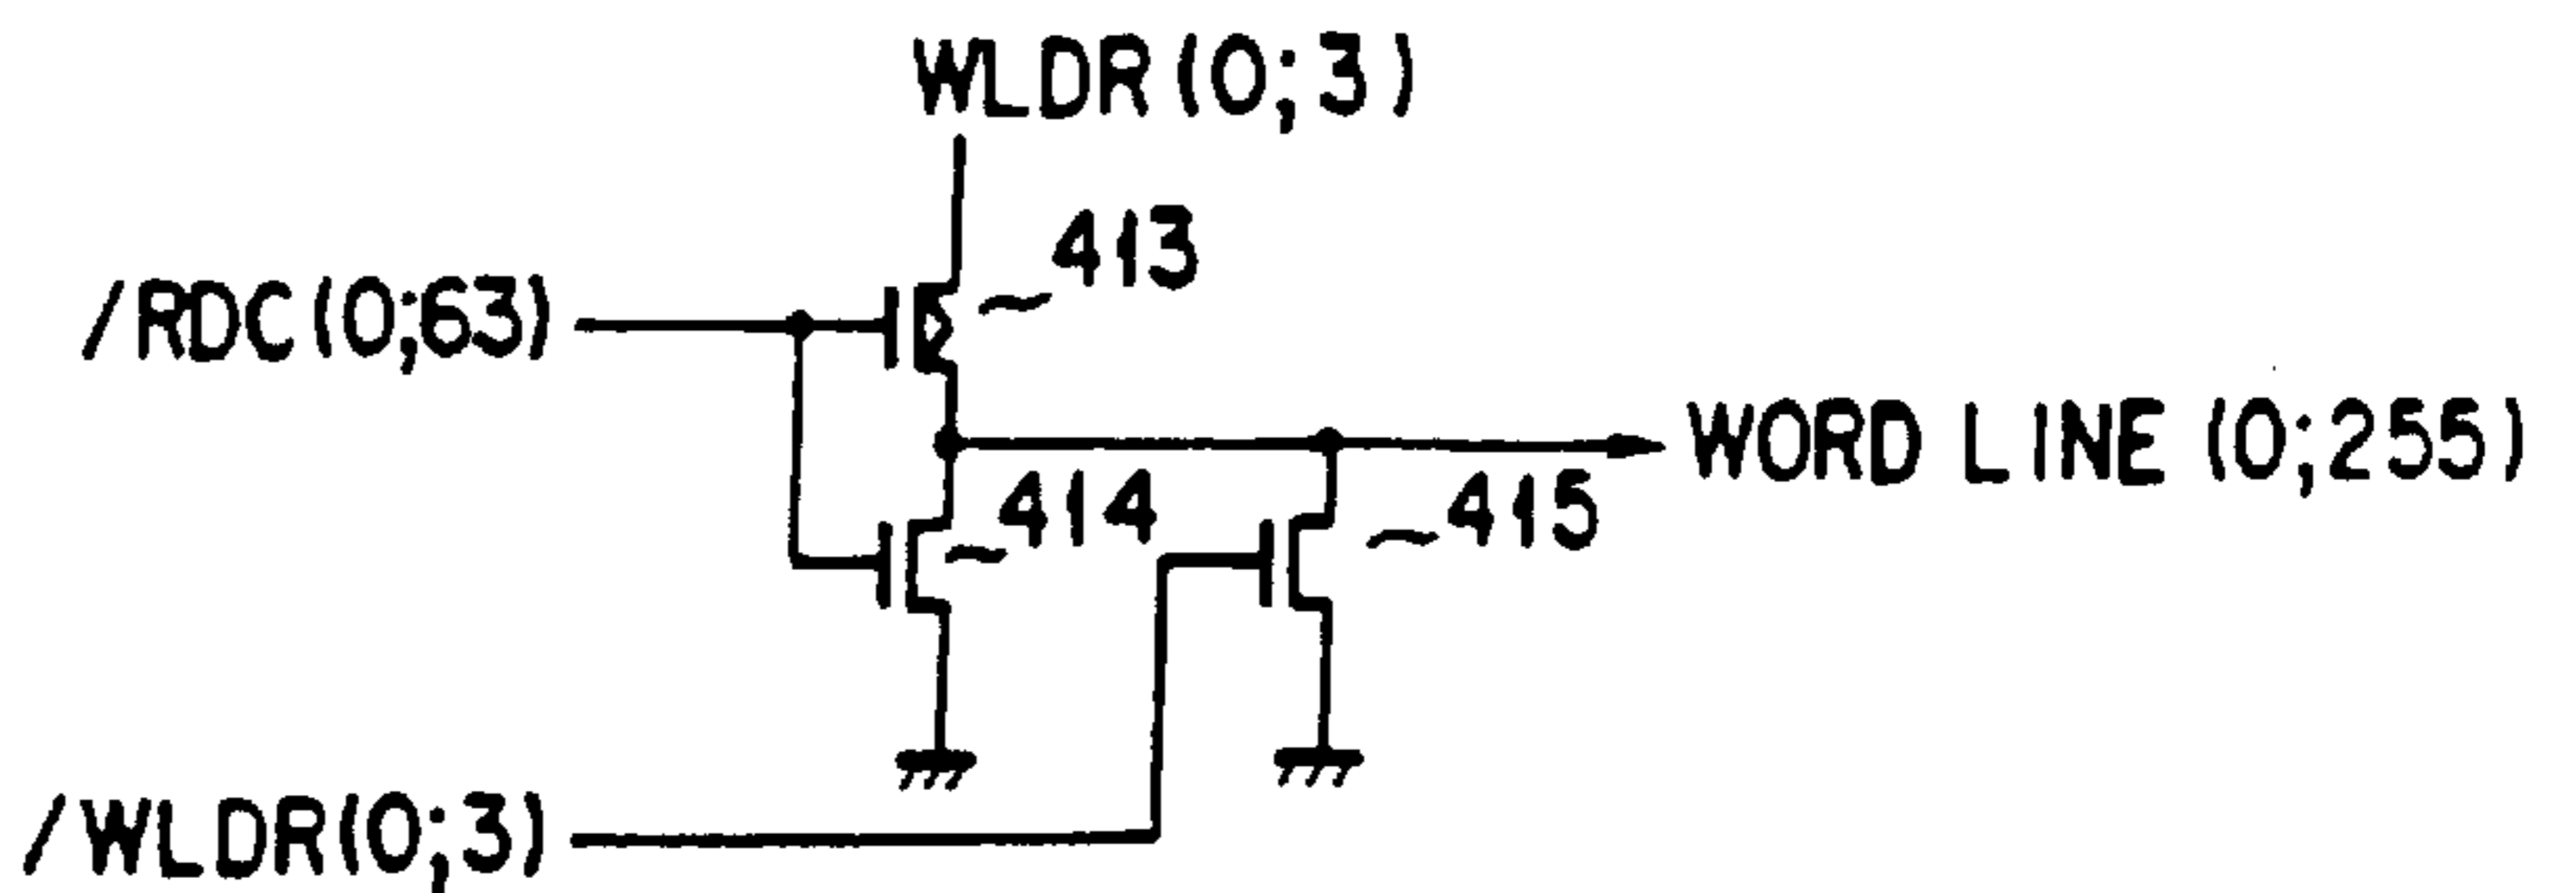 WLDR(0;3)
413
/RDC(0;63)
WORD LINE (0;255)
414
415
/WLDR(0;3)